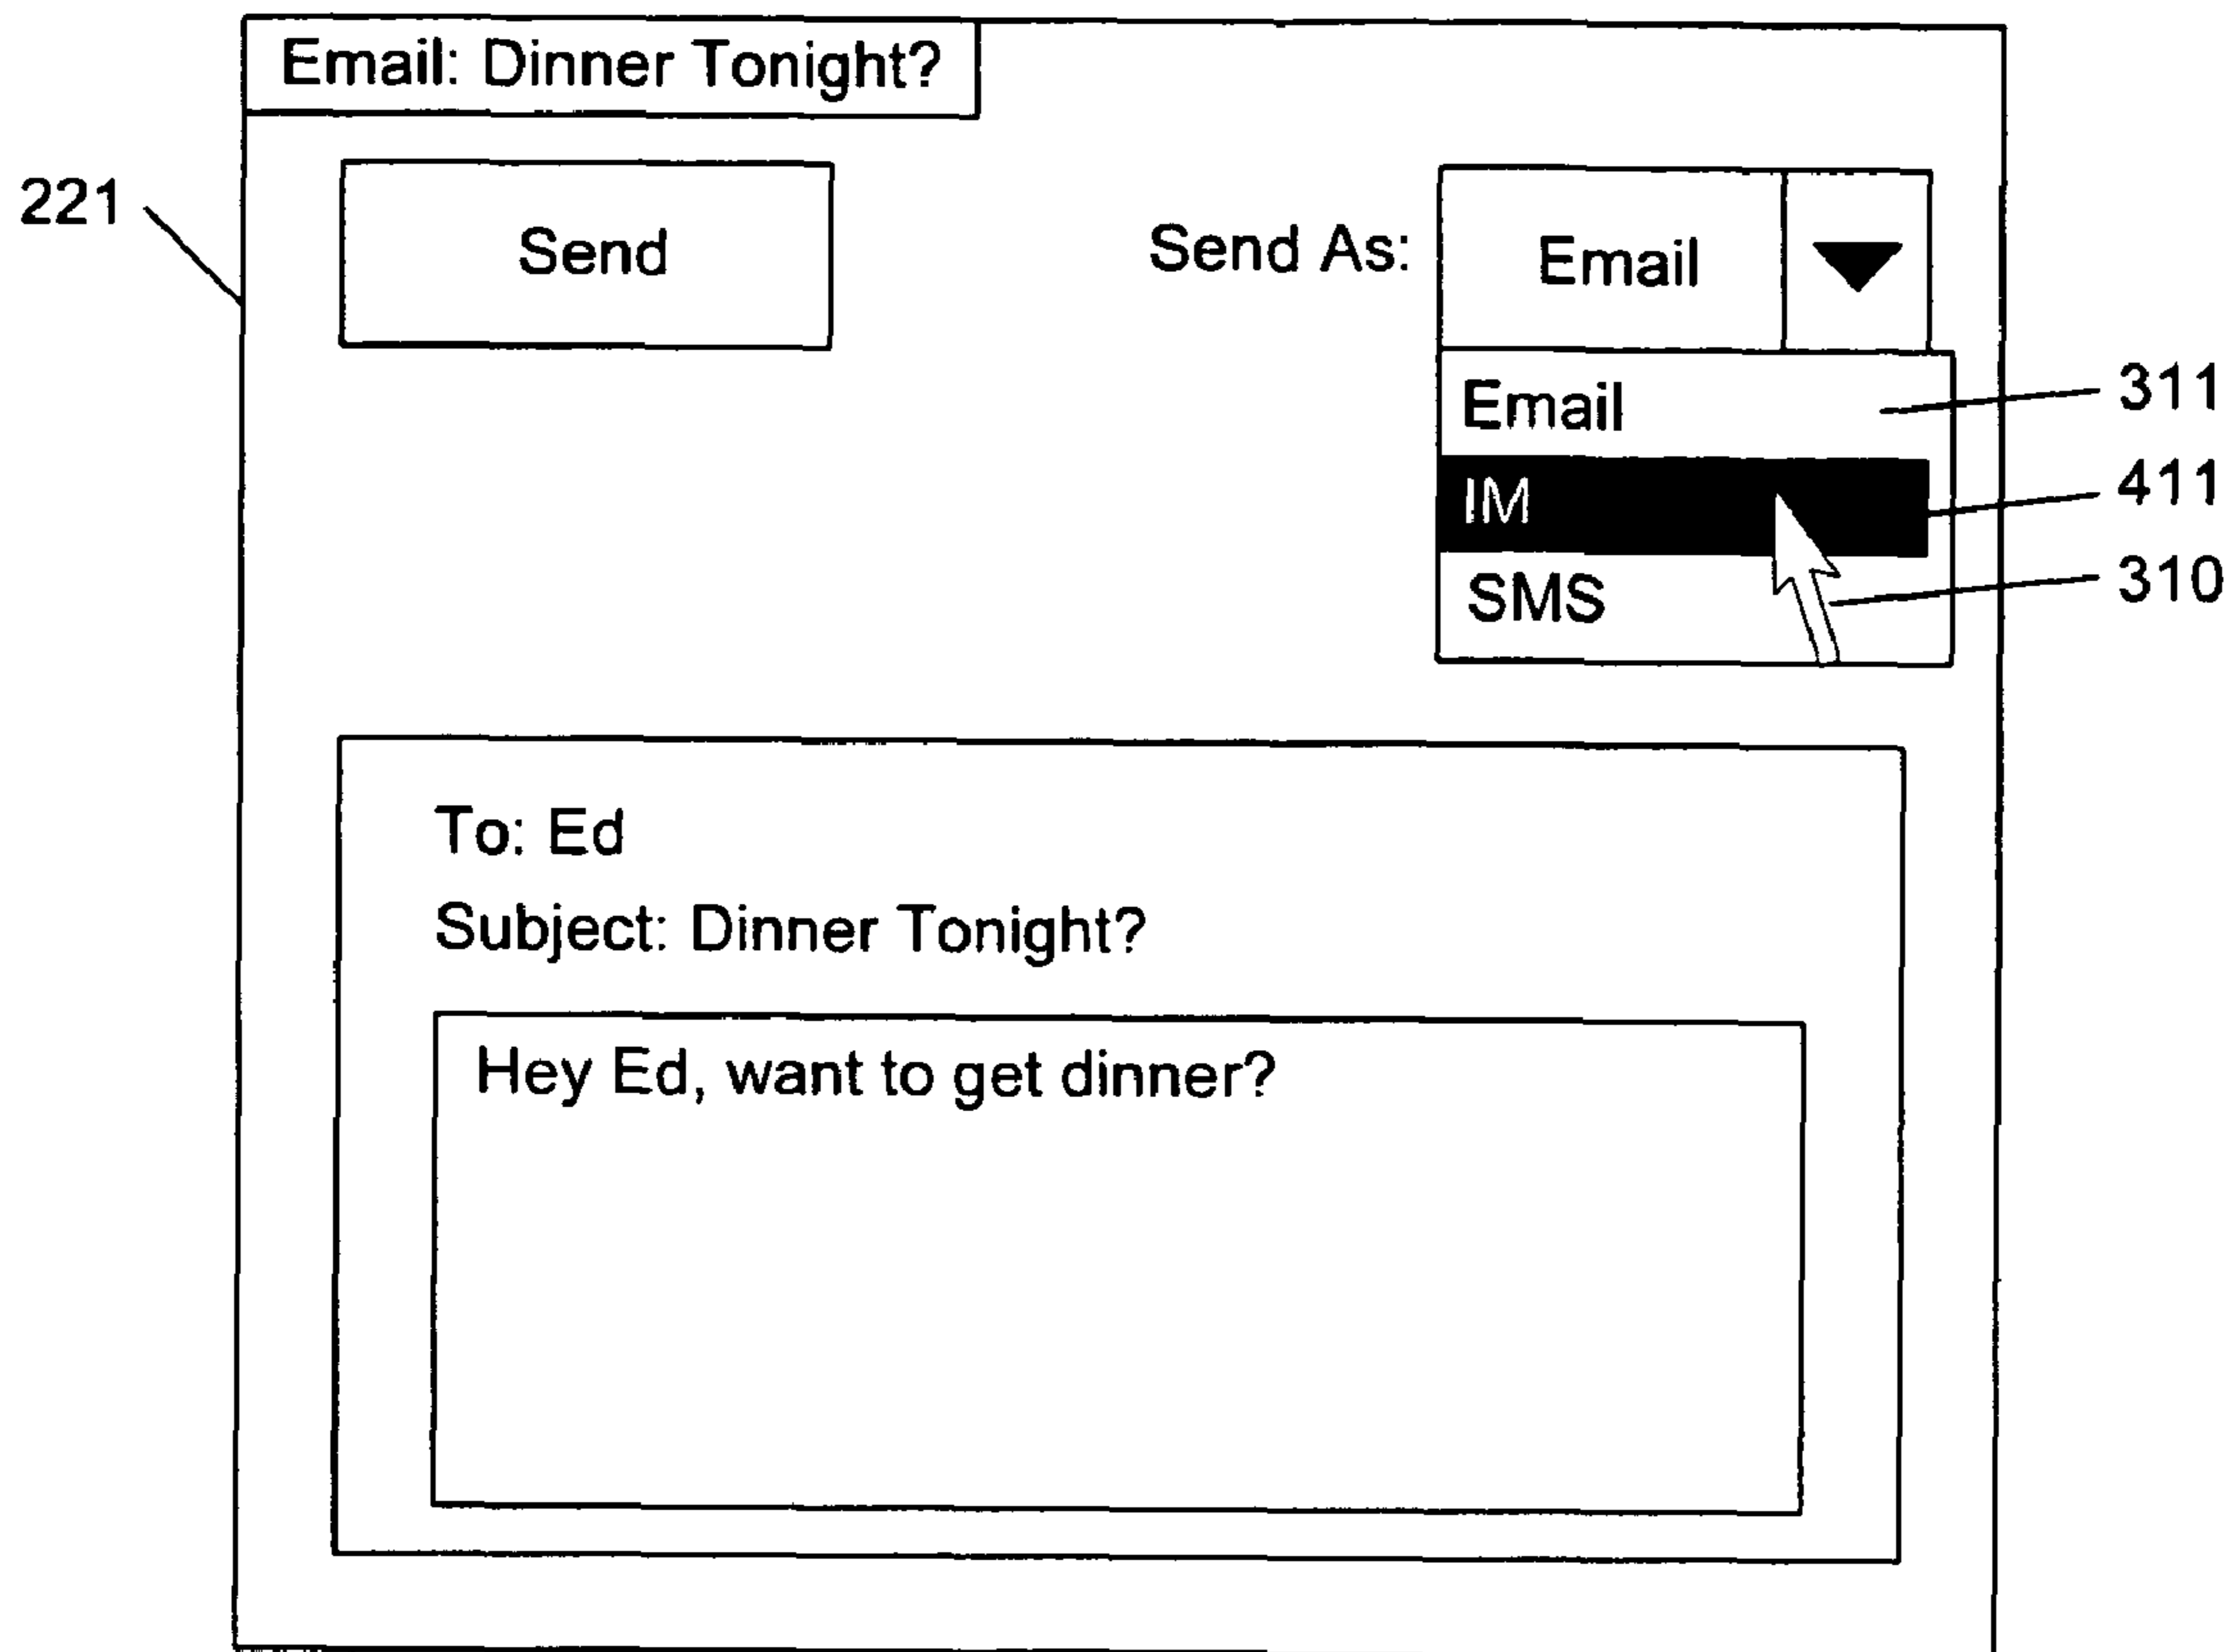 Email: Dinner Tonight?
221
Send
Send As:
Email
Email
311
IM
411
SMS
310
To: Ed
Subject: Dinner Tonight?
Hey Ed, want to get dinner?